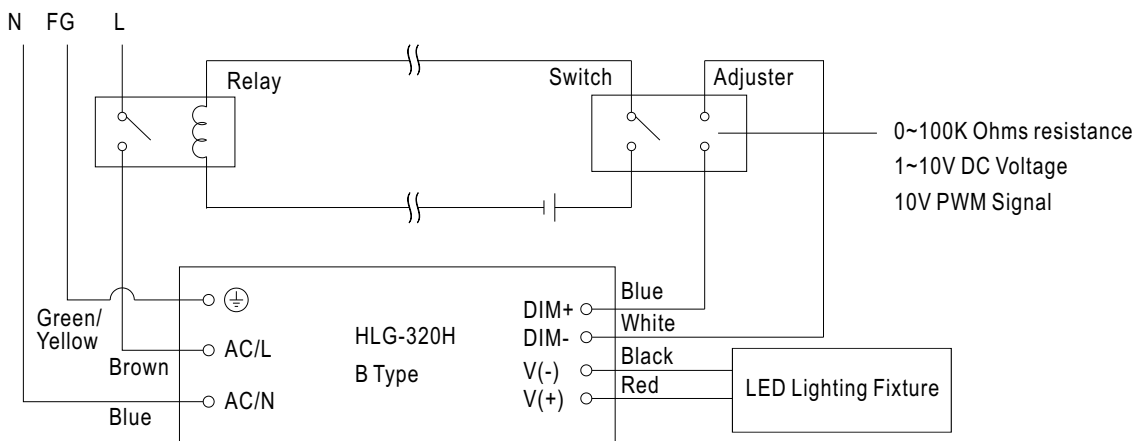 N FG L
Relay
Switch
Adjuster
0~100K Ohms resistance
1~10V DC Voltage
10V PWM Signal
Green/
Yellow
Brown
Blue
AC/L
AC/N
HLG-320H
B Type
DIM+
DIM-
V(-)
V(+)
Blue
White
Black
Red
LED Lighting Fixture